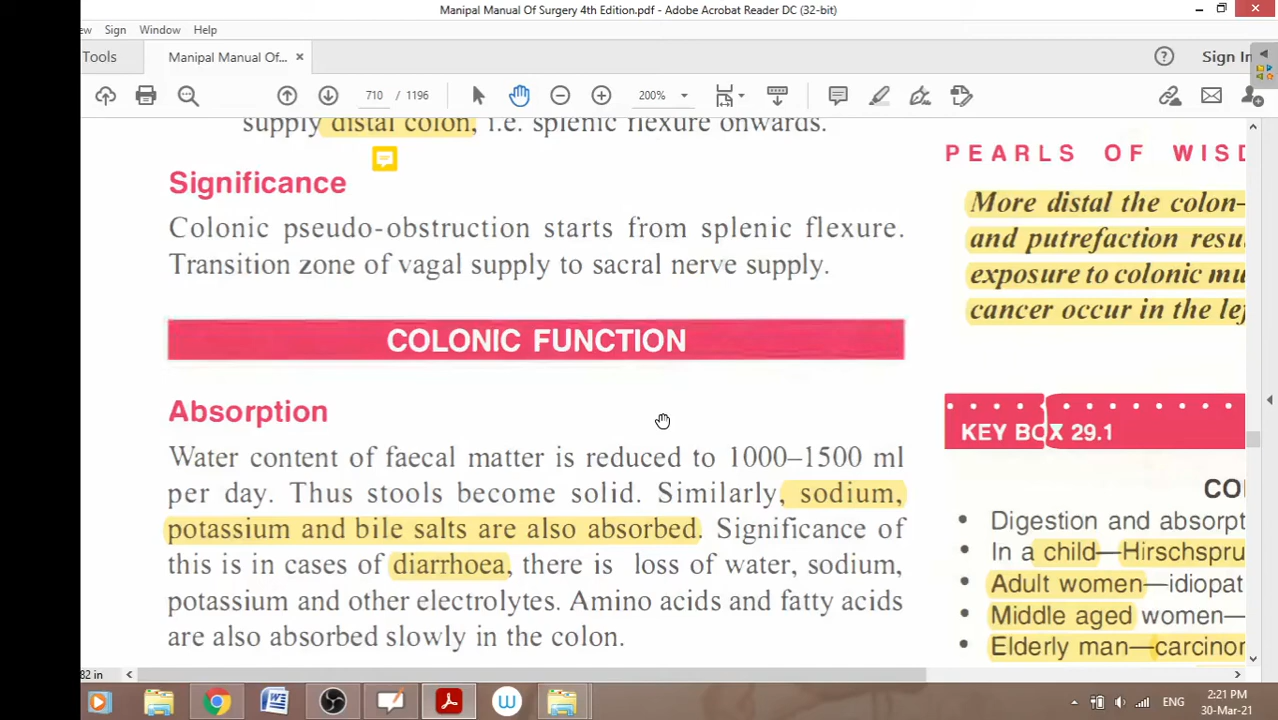 Manipal Manual Of Surgery 4th Edition.pdf - Adobe Acrobat Reader DC (32-bit)
ew Sign Window Help
Tools Manipal Manual Of... × Sign In
710 / 1196 200%
supply distal colon, i.e. splenic flexure onwards.
Significance
Colonic pseudo-obstruction starts from splenic flexure.
Transition zone of vagal supply to sacral nerve supply.
COLONIC FUNCTION
Absorption
Water content of faecal matter is reduced to 1000–1500 ml
per day. Thus stools become solid. Similarly, sodium,
potassium and bile salts are also absorbed. Significance of
this is in cases of diarrhoea, there is loss of water, sodium,
potassium and other electrolytes. Amino acids and fatty acids
are also absorbed slowly in the colon.
PEARLS OF WISD
More distal the colon—
and putrefaction resu
exposure to colonic mu
cancer occur in the lef
KEY BOX 29.1
CO
• Digestion and absorpt
• In a child—Hirschspru
• Adult women—idiopat
• Middle aged women—
• Elderly man—carcinor
82 in
ENG
2:21 PM
30-Mar-21